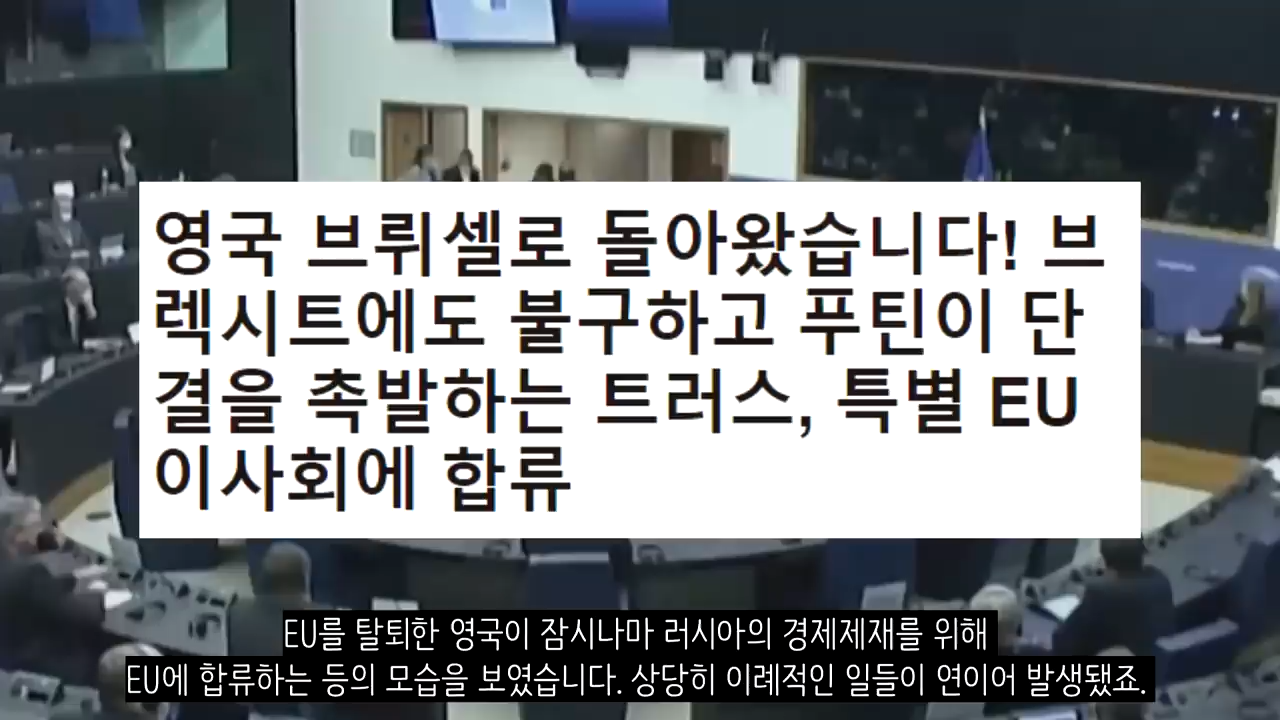 영국 브뤼셀로 돌아왔습니다! 브
렉시트에도 불구하고 푸틴이 단
결을 촉발하는 트러스, 특별 EU
이사회에 합류
EU를 탈퇴한 영국이 잠시나마 러시아의 경제제재를 위해
EU에 합류하는 등의 모습을 보였습니다. 상당히 이례적인 일들이 연이어 발생됐죠.